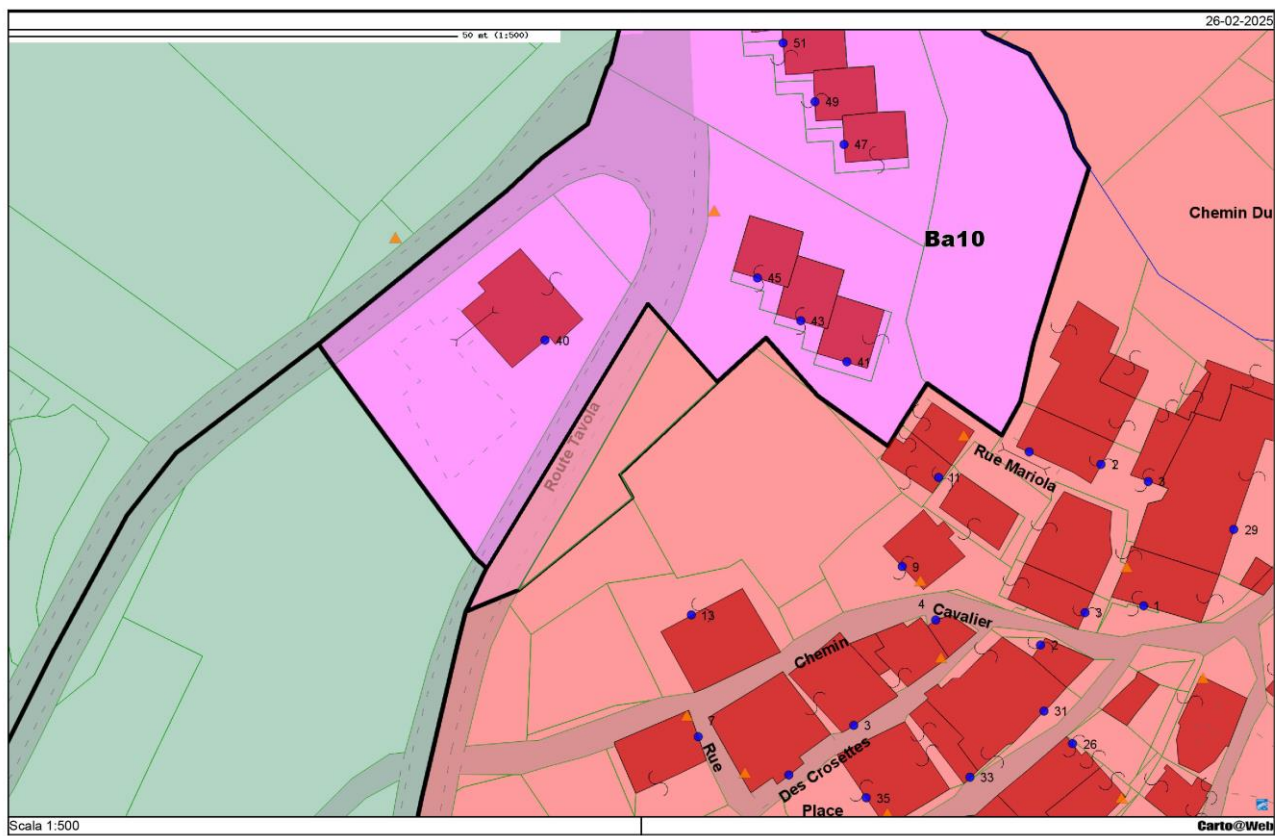 26-02-2025
50 mt (1:500)
51
49
47
Chemin Du
Ba10
45
43
41
40
Route Tavola
Rue Mariola
2
3
11
29
9
4
Cavalier
3
1
13
Chemin
2
7
Rue
3
31
26
Des Crosettes
33
35
Place
Scala 1:500
Carto@Web